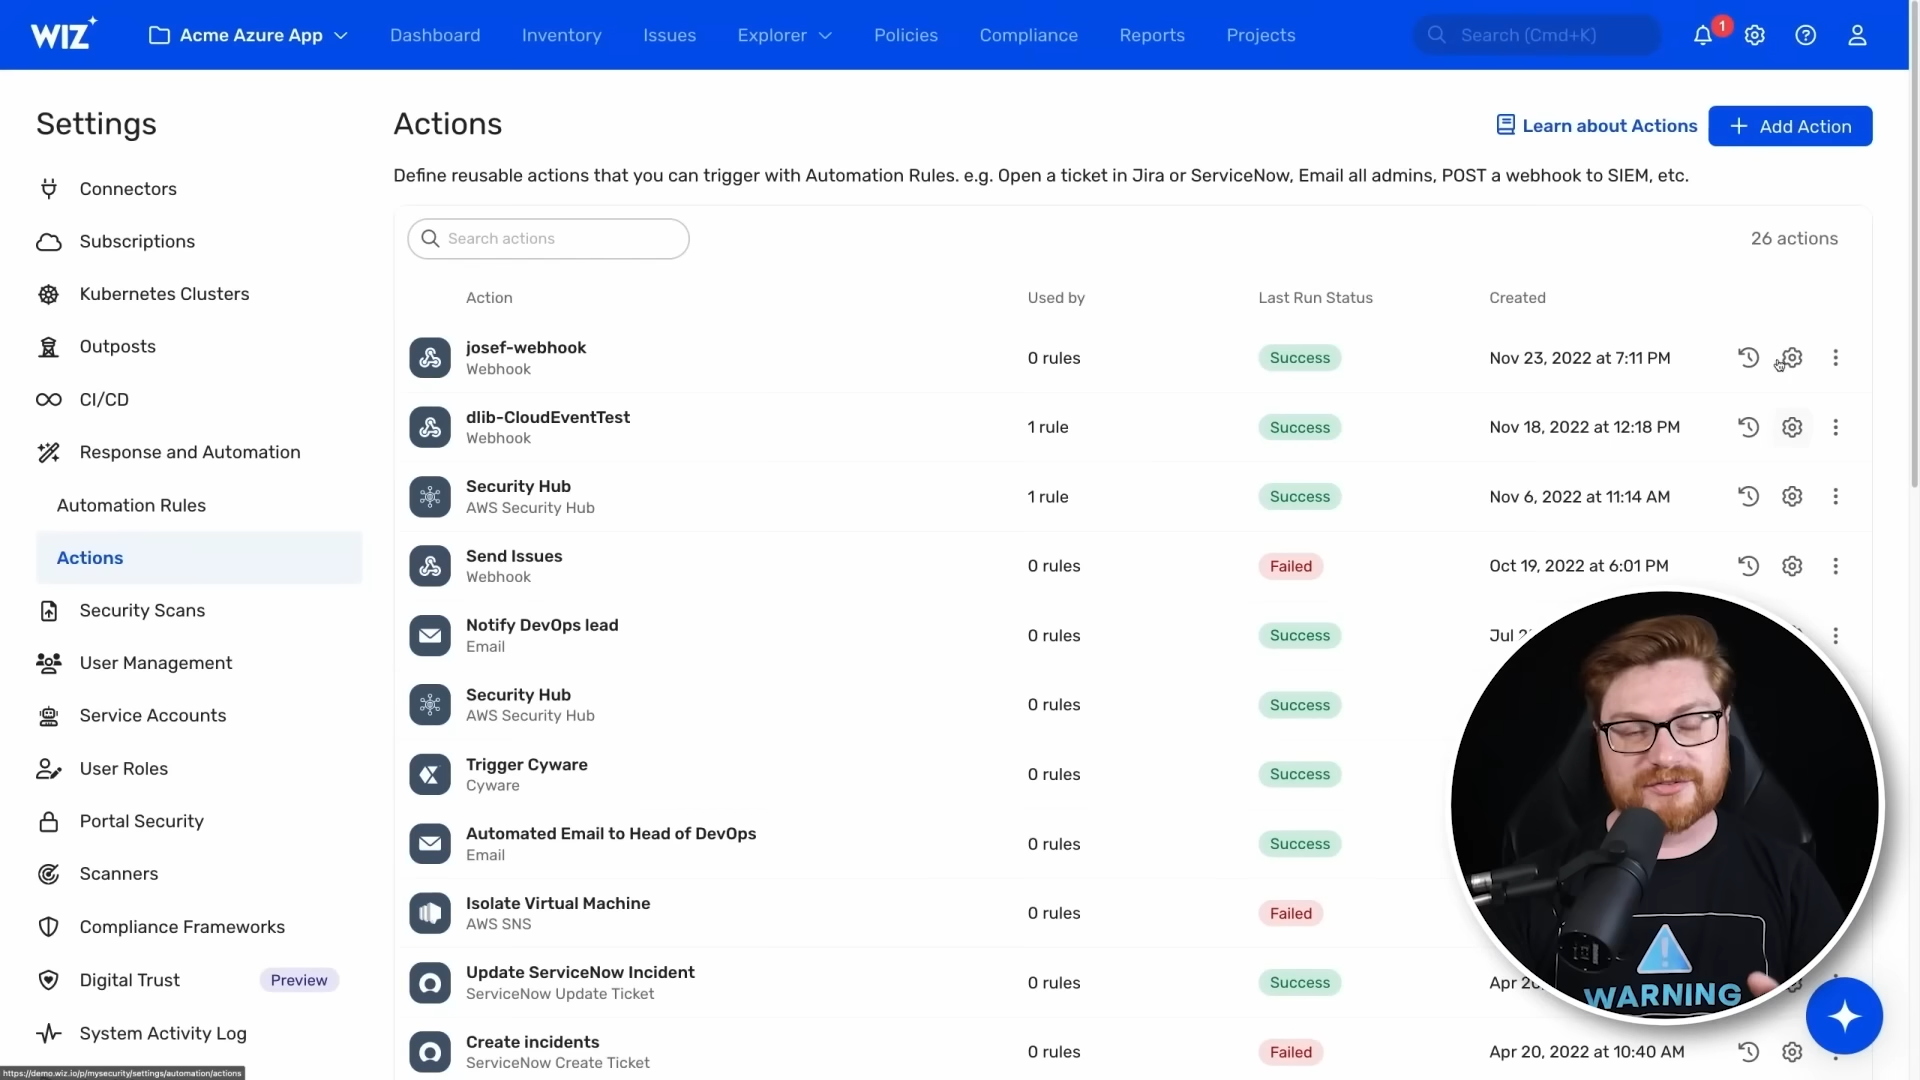 WIZ
Acme Azure App
Dashboard
Inventory
Issues
Explorer
Policies
Compliance
Reports
Projects
Search (Cmd+K)
1
Settings
Connectors
Subscriptions
Kubernetes Clusters
Outposts
CI/CD
Response and Automation
Automation Rules
Actions
Security Scans
User Management
Service Accounts
User Roles
Portal Security
Scanners
Compliance Frameworks
Digital Trust Preview
System Activity Log
https://demo.wiz.io/p/mysecurity/settings/automation/actions
Actions
Learn about Actions
+ Add Action
Define reusable actions that you can trigger with Automation Rules. e.g. Open a ticket in Jira or ServiceNow, Email all admins, POST a webhook to SIEM, etc.
Search actions
26 actions
Action Used by Last Run Status Created
josef-webhook
Webhook
0 rules Success Nov 23, 2022 at 7:11 PM
dlib-CloudEventTest
Webhook
1 rule Success Nov 18, 2022 at 12:18 PM
Security Hub
AWS Security Hub
1 rule Success Nov 6, 2022 at 11:14 AM
Send Issues
Webhook
0 rules Failed Oct 19, 2022 at 6:01 PM
Notify DevOps lead
Email
0 rules Success Jul
Security Hub
AWS Security Hub
0 rules Success
Trigger Cyware
Cyware
0 rules Success
Automated Email to Head of DevOps
Email
0 rules Success
Isolate Virtual Machine
AWS SNS
0 rules Failed
Update ServiceNow Incident
ServiceNow Update Ticket
0 rules Success Apr
Create incidents
ServiceNow Create Ticket
0 rules Failed Apr 20, 2022 at 10:40 AM
WARNING